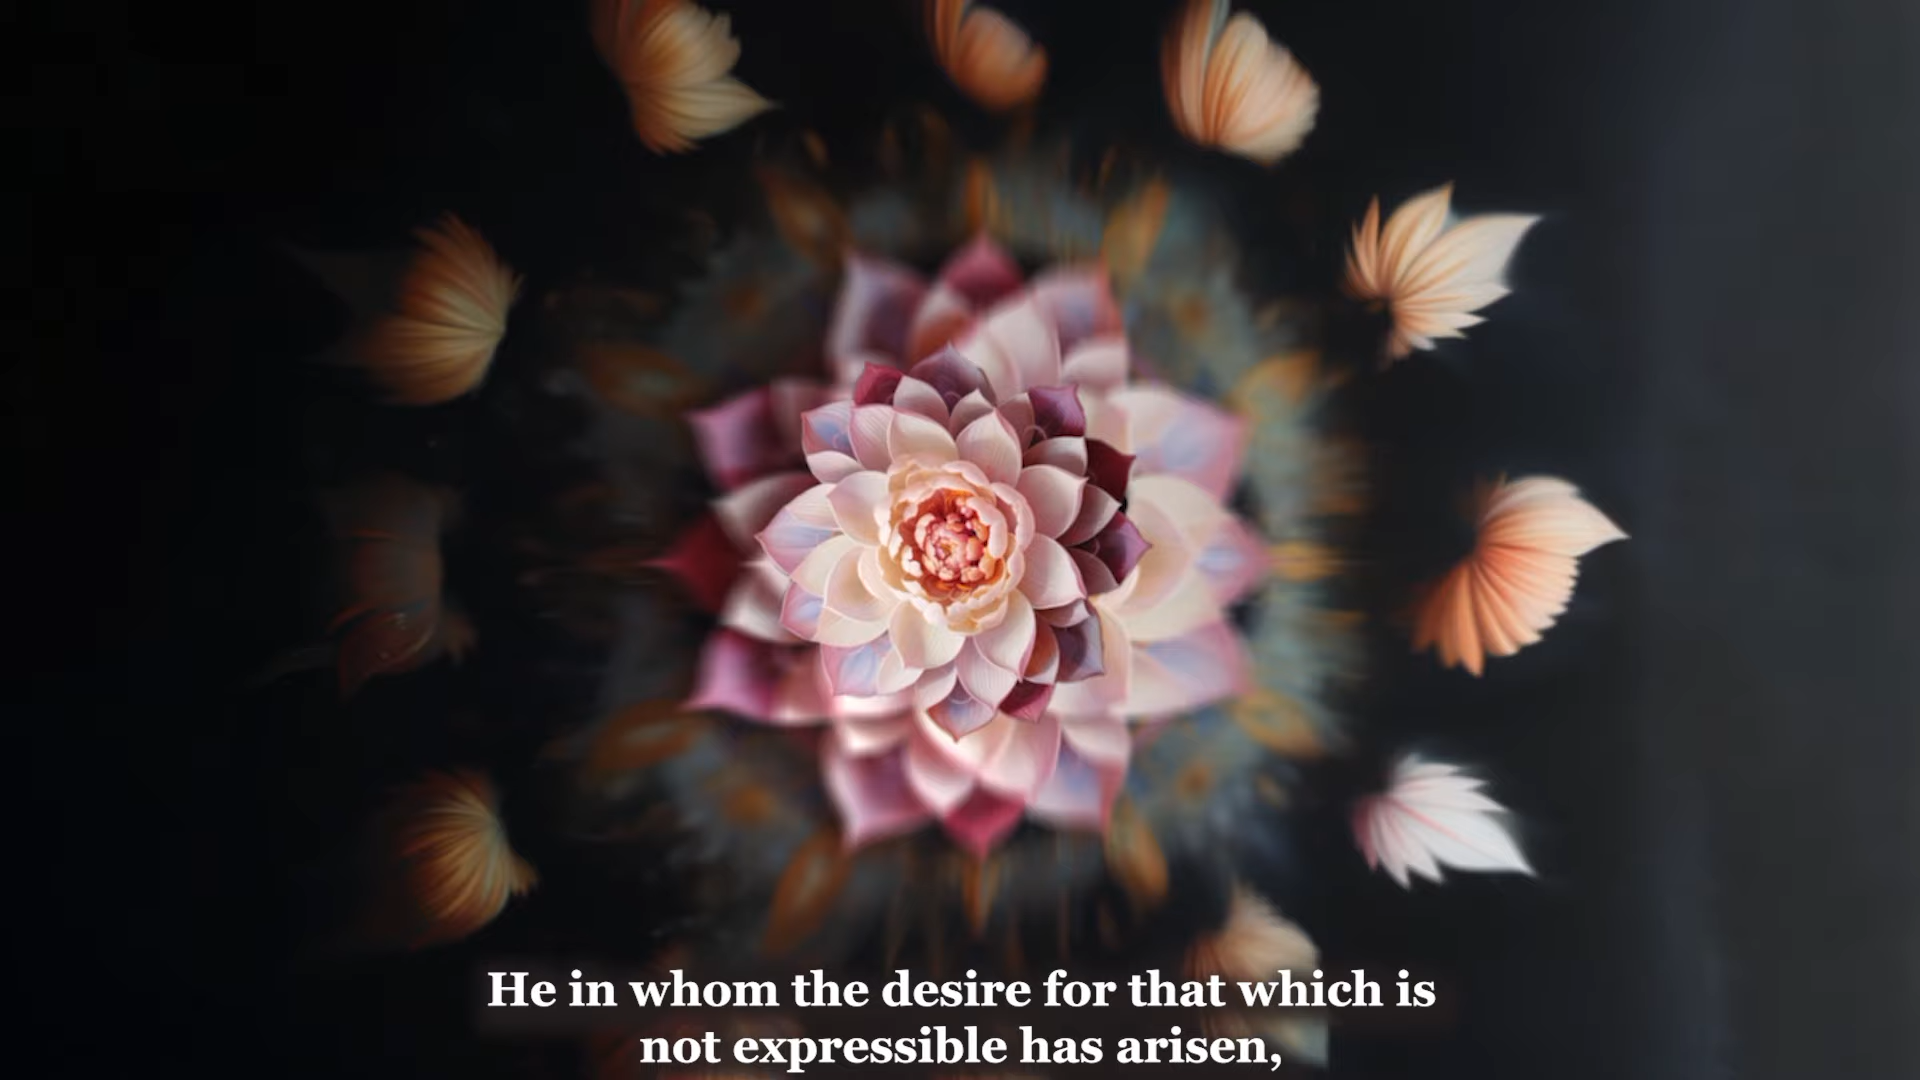 He in whom the desire for that which is
not expressible has arisen,